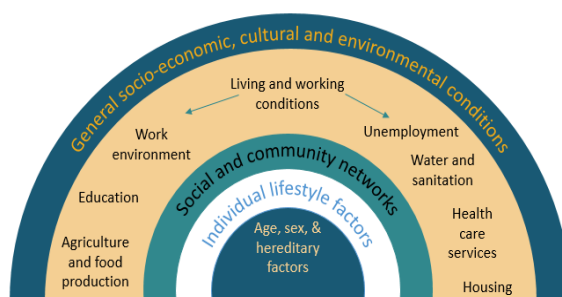 General socio-economic, cultural and environmental conditions
Living and working
conditions
Work
environment
Unemployment
Water and
sanitation
Education
Health
care
services
Agriculture
and food
production
Housing
Social and community networks
Individual lifestyle factors
Age, sex, &
hereditary
factors